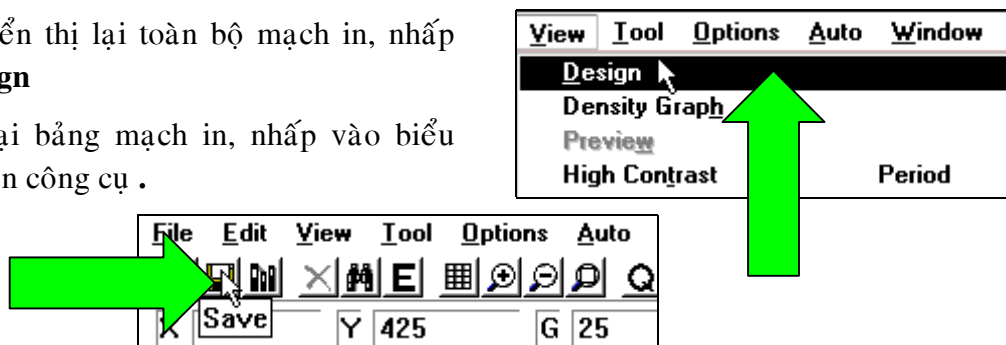 ển thị lại toàn bộ mạch in, nhấp
gn
ại bảng mạch in, nhấp vào biểu
n công cụ .
View Tool Options Auto Window
Design
Density Graph
Preview
High Contrast Period
File Edit View Tool Options Auto
E Q
X Save Y 425 G 25